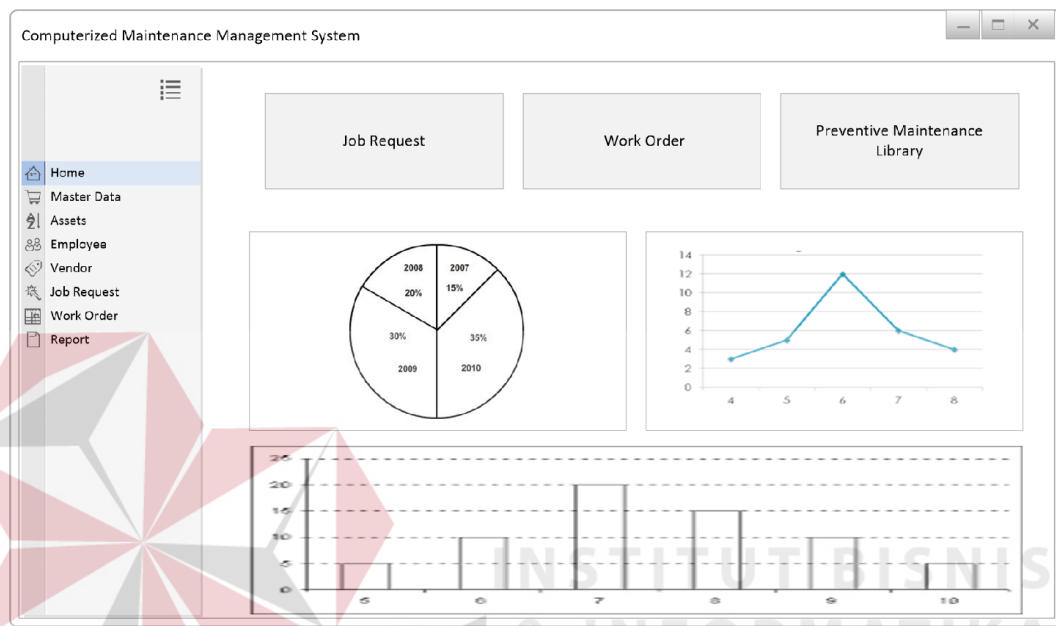 Computerized Maintenance Management System
Job Request
Work Order
Preventive Maintenance
Library
Home
Master Data
Assets
Employee
Vendor
Job Request
Work Order
Report
2008 2007
20% 15%
30% 35%
2009 2010
14
12
10
8
6
4
2
0
4 5 6 7 8
25
20
15
10
5
0
5 6 7 8 9 10
INSTITUT BISNIS
& INFORMATIKA